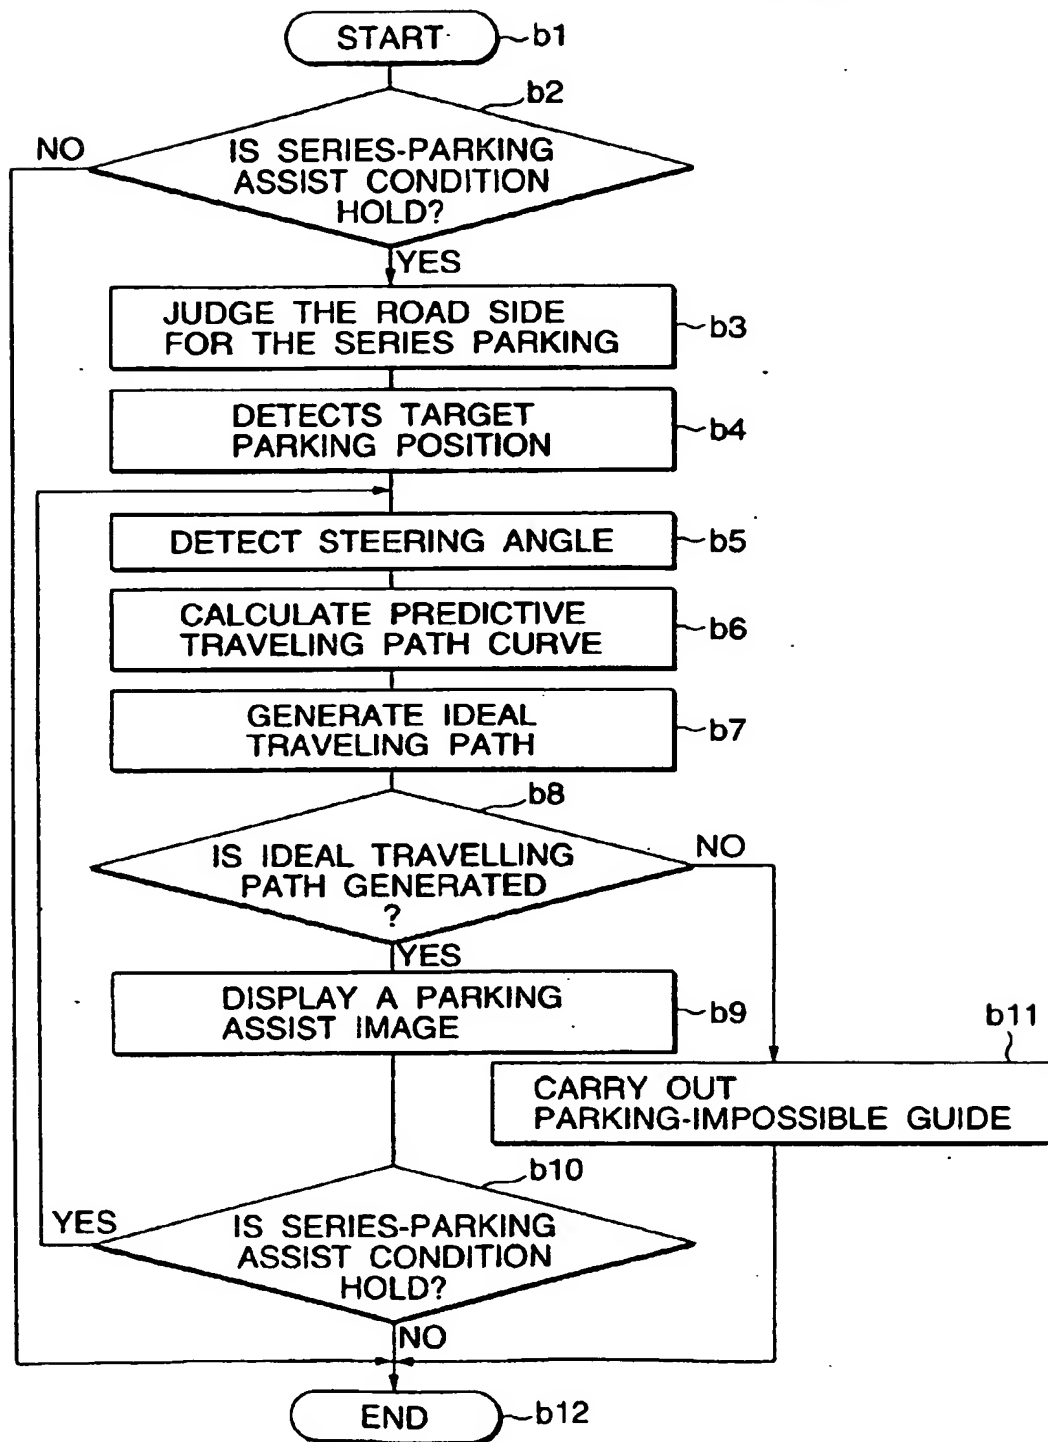 START
b1
b2
NO
IS SERIES-PARKING
ASSIST CONDITION
HOLD?
YES
JUDGE THE ROAD SIDE
FOR THE SERIES PARKING
b3
DETECTS TARGET
PARKING POSITION
b4
DETECT STEERING ANGLE
b5
CALCULATE PREDICTIVE
TRAVELING PATH CURVE
b6
GENERATE IDEAL
TRAVELING PATH
b7
b8
IS IDEAL TRAVELLING
PATH GENERATED
?
NO
YES
DISPLAY A PARKING
ASSIST IMAGE
b9
b11
CARRY OUT
PARKING-IMPOSSIBLE GUIDE
b10
YES
IS SERIES-PARKING
ASSIST CONDITION
HOLD?
NO
END
b12